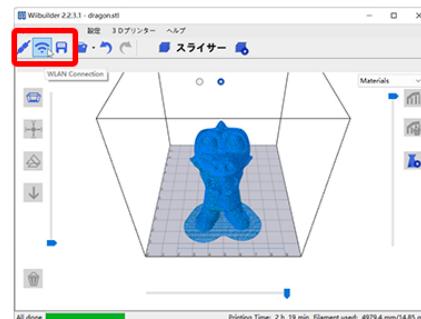 Wiibuilder 2.2.3.1 - dragon.stl
設定 3Dプリンター ヘルプ
スライサー
WLAN Connection
Materials
All done
Printing Time: 2 h 19 min Filament used: 4979.4 mm/14.85 g